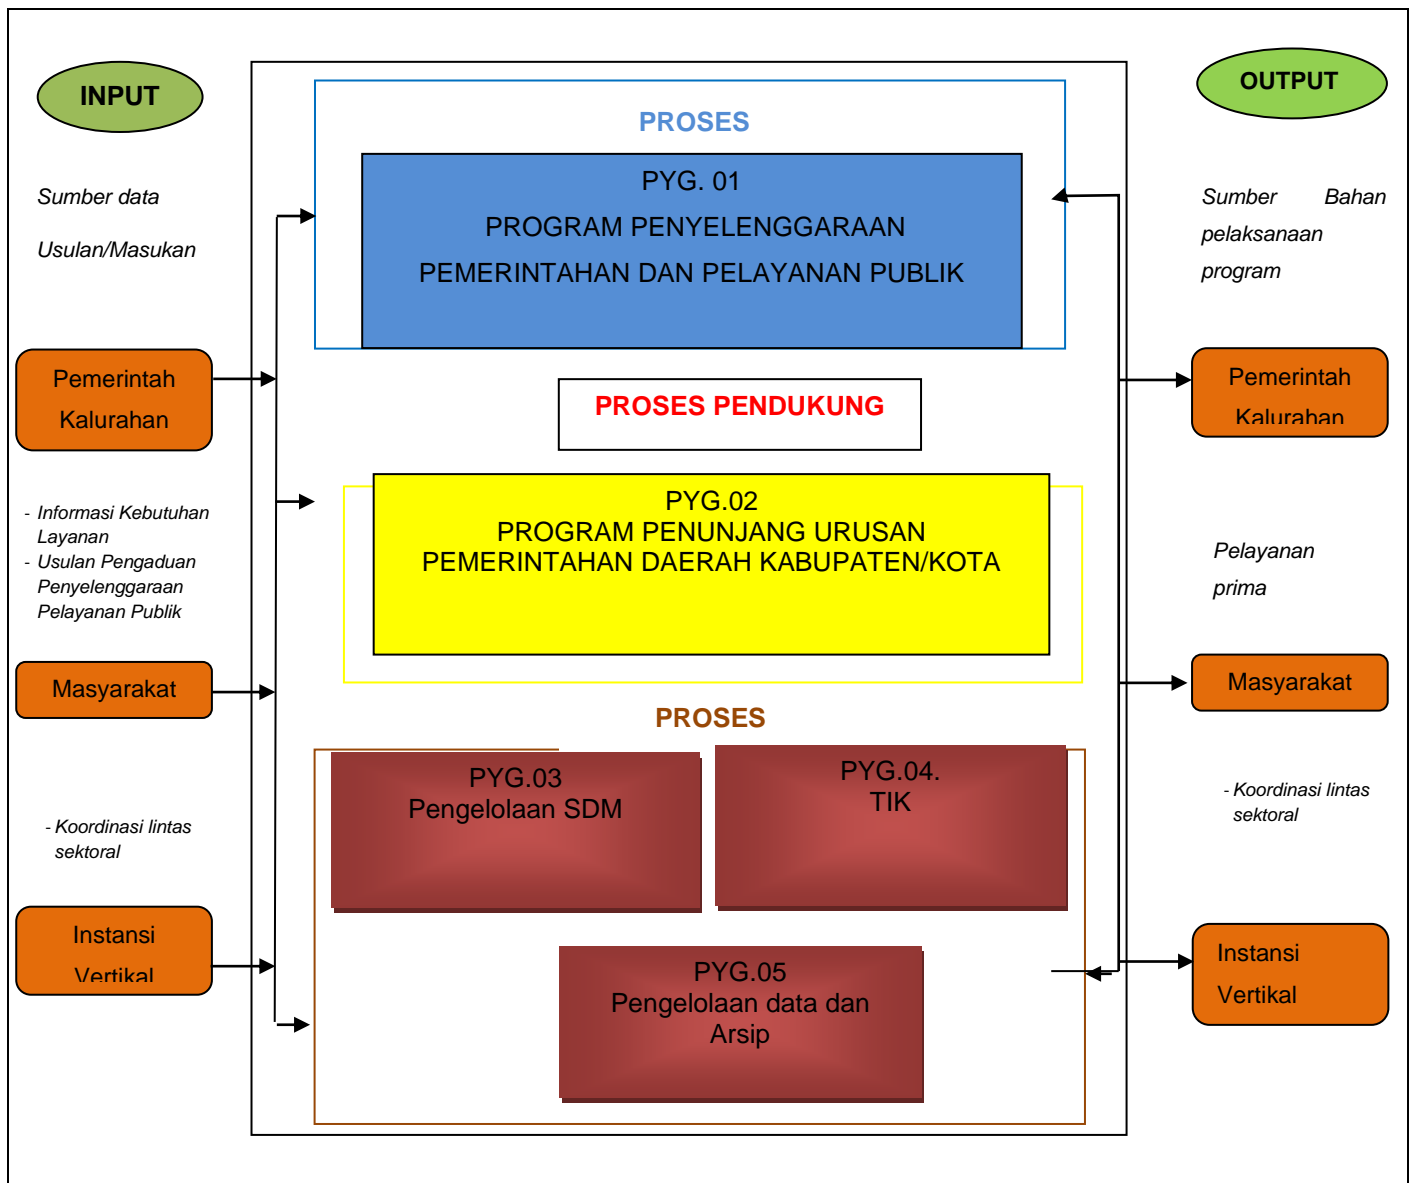 INPUT
Sumber data
Usulan/Masukan
Pemerintah
Kalurahan
- Informasi Kebutuhan
Layanan
- Usulan Pengaduan
Penyelenggaraan
Pelayanan Publik
Masyarakat
- Koordinasi lintas
sektoral
Instansi
Vertikal
PROSES
PYG. 01
PROGRAM PENYELENGGARAAN
PEMERINTAHAN DAN PELAYANAN PUBLIK
PROSES PENDUKUNG
PYG.02
PROGRAM PENUNJANG URUSAN
PEMERINTAHAN DAERAH KABUPATEN/KOTA
PROSES
PYG.03
Pengelolaan SDM
PYG.04.
TIK
PYG.05
Pengelolaan data dan
Arsip
OUTPUT
Sumber Bahan
pelaksanaan
program
Pemerintah
Kalurahan
Pelayanan
prima
Masyarakat
- Koordinasi lintas
sektoral
Instansi
Vertikal